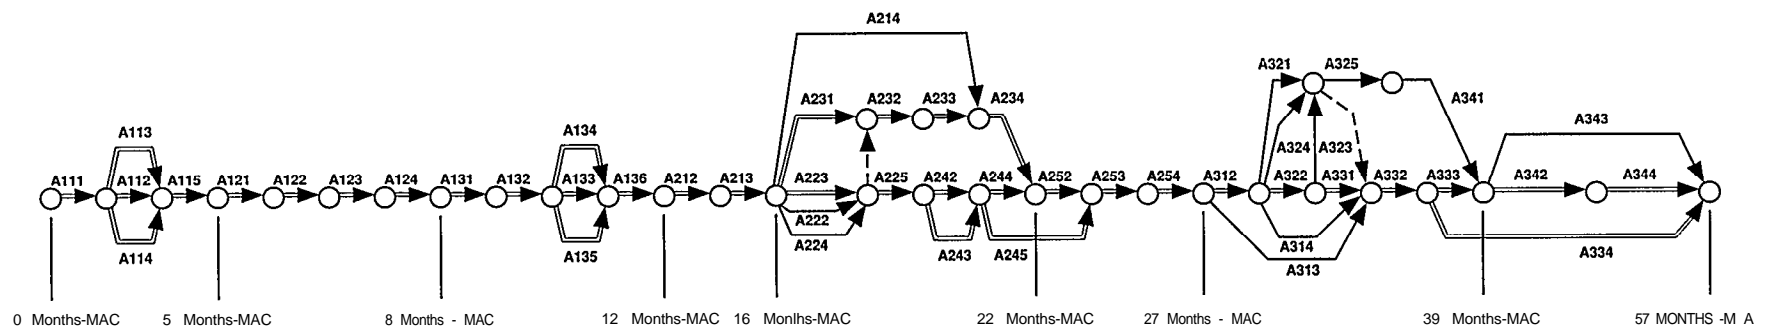 A214
A321
A325
A231
A232
A233
A234
A341
A343
A113
A134
A324
A323
A111
A112
A115
A121
A122
A123
A124
A131
A132
A133
A136
A212
A213
A223
A225
A242
A244
A252
A253
A254
A312
A322
A331
A332
A333
A342
A344
A222
A224
A114
A135
A243
A245
A314
A313
A334
0 Months-MAC
5 Months-MAC
8 Months - MAC
12 Months-MAC
16 Monlhs-MAC
22 Months-MAC
27 Months - MAC
39 Months-MAC
57 MONTHS -M A